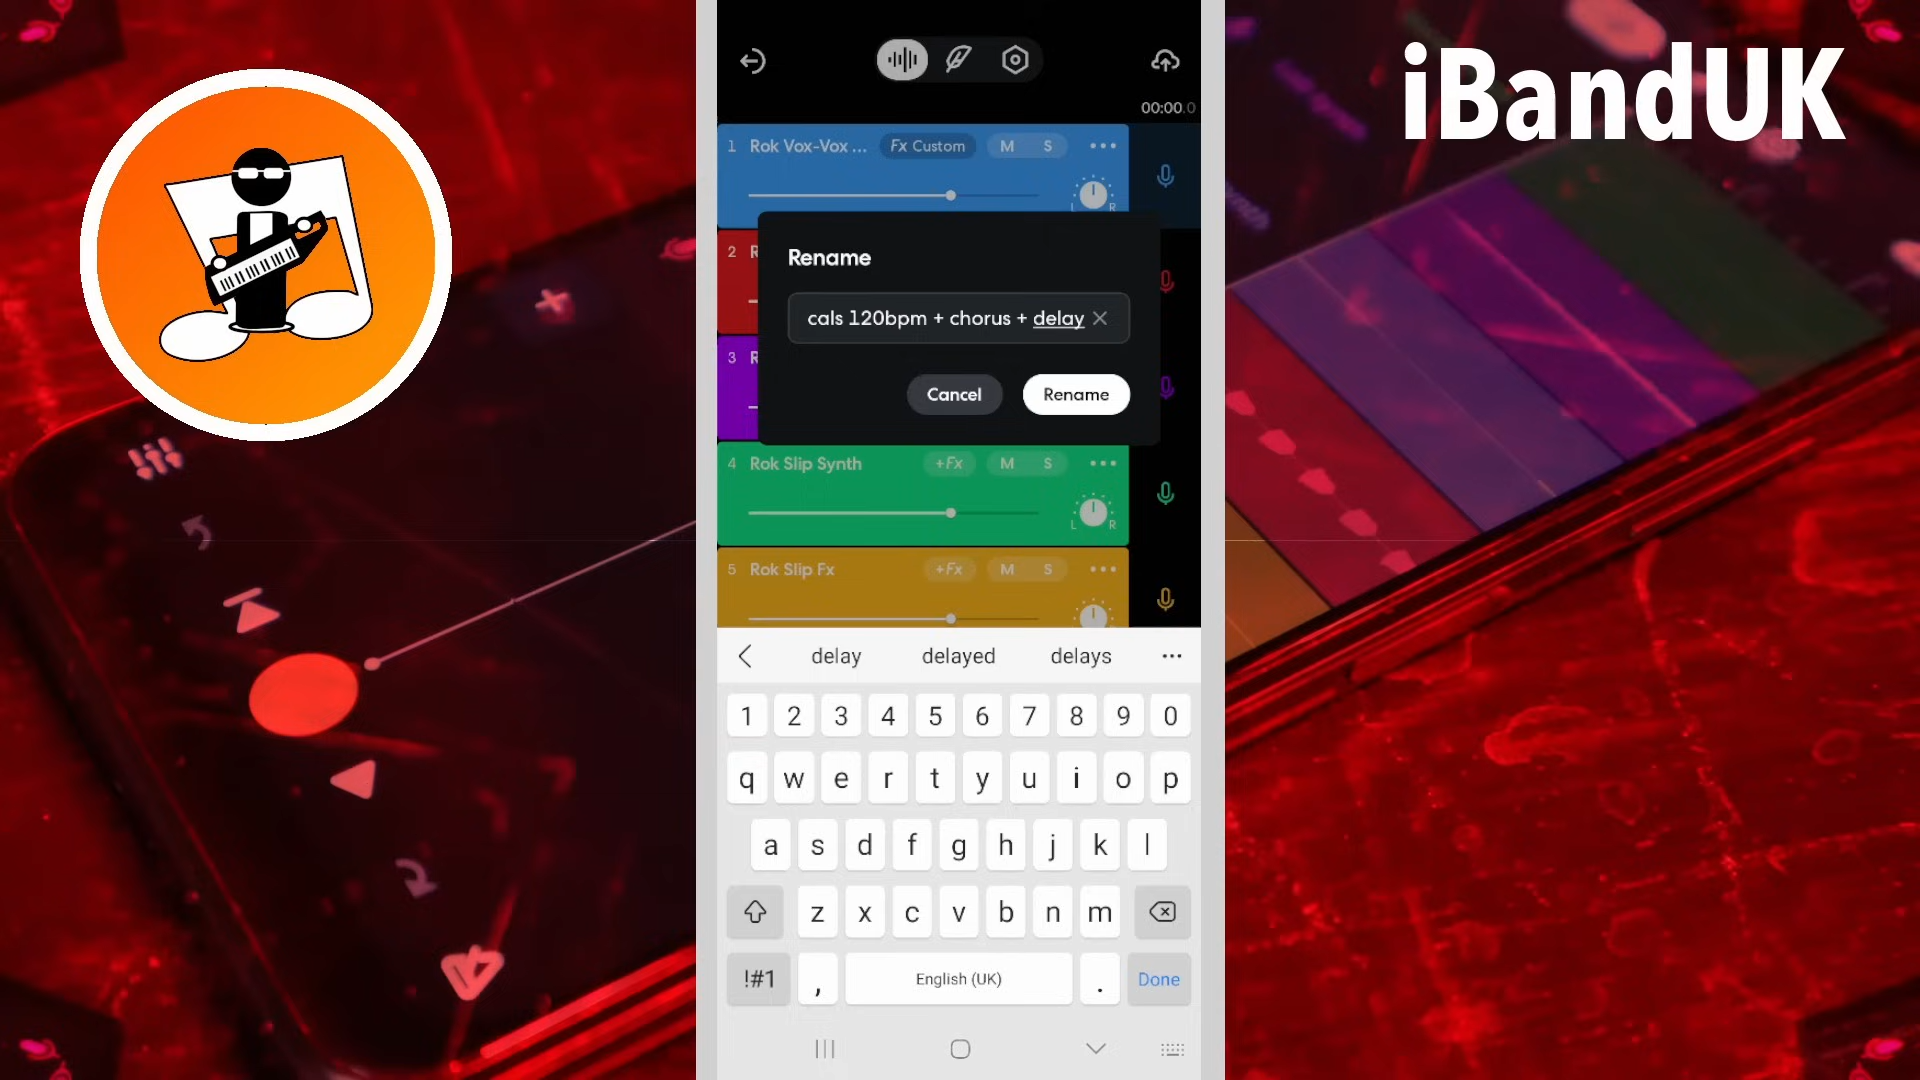 iBandUK
00:00.0
1 Rok Vox-Vox ... Fx Custom M S
L R
Rename
2 R
cals 120bpm + chorus + delay
3 R
Cancel Rename
4 Rok Slip Synth +Fx M S
L R
5 Rok Slip Fx +Fx M S
delay delayed delays
1 2 3 4 5 6 7 8 9 0
q w e r t y u i o p
a s d f g h j k l
z x c v b n m
!#1 , English (UK) . Done